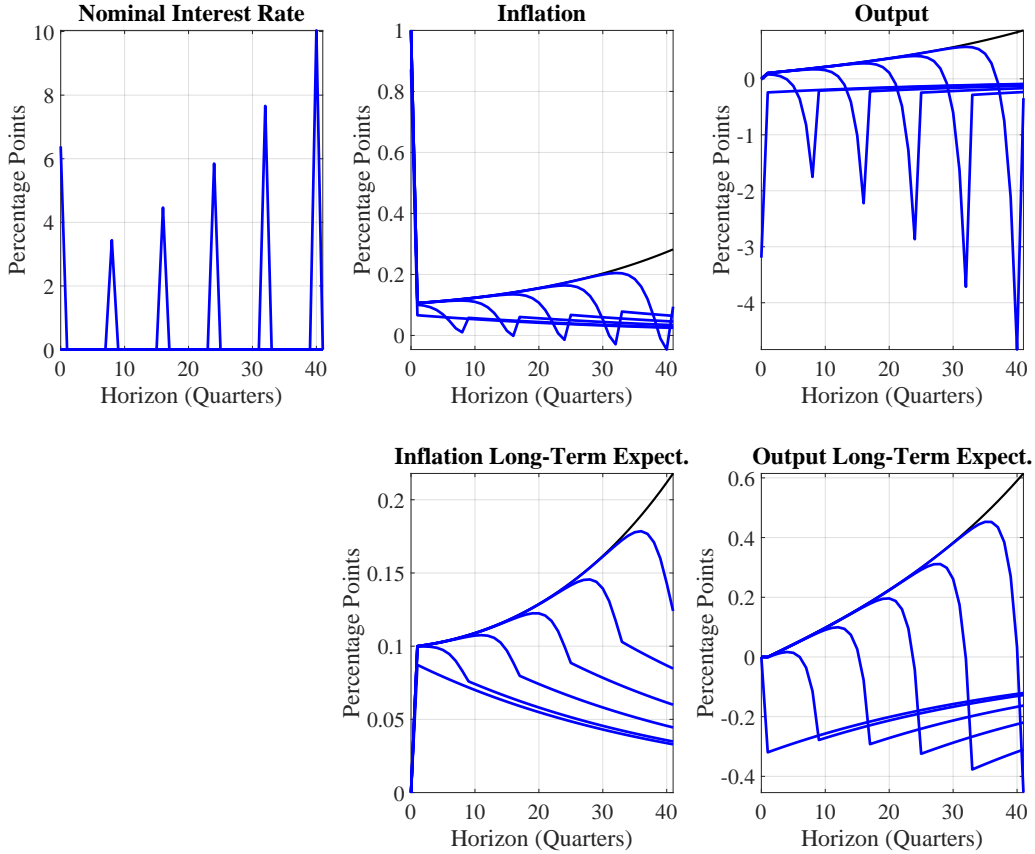 Nominal Interest Rate
Percentage Points
10
8
6
4
2
0
0 10 20 30 40
Horizon (Quarters)
Inflation
Percentage Points
1
0.8
0.6
0.4
0.2
0
0 10 20 30 40
Horizon (Quarters)
Output
Percentage Points
0
-1
-2
-3
-4
0 10 20 30 40
Horizon (Quarters)
Inflation Long-Term Expect.
Percentage Points
0.2
0.15
0.1
0.05
0
0 10 20 30 40
Horizon (Quarters)
Output Long-Term Expect.
Percentage Points
0.6
0.4
0.2
0
-0.2
-0.4
0 10 20 30 40
Horizon (Quarters)